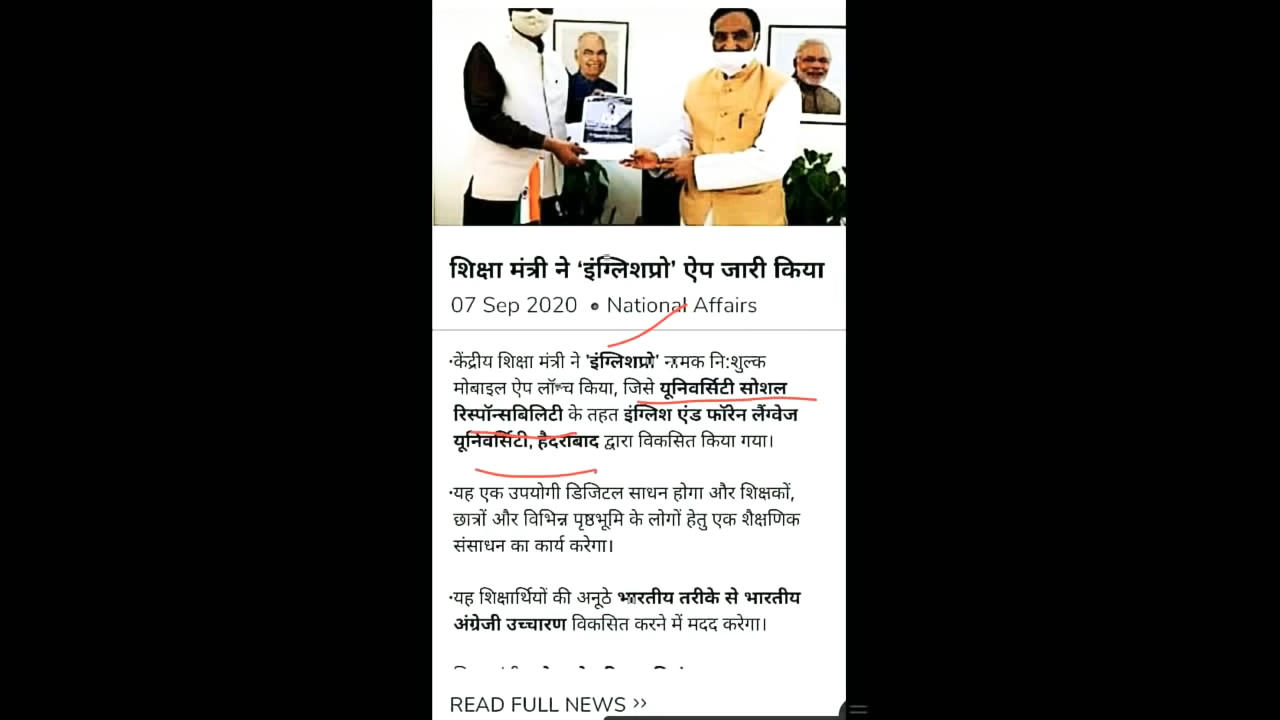 शिक्षा मंत्री ने ‘इंग्लिशप्रो’ ऐप जारी किया
07 Sep 2020 • National Affairs
·केंद्रीय शिक्षा मंत्री ने 'इंग्लिशप्रो' नामक नि:शुल्क
मोबाइल ऐप लॉन्च किया, जिसे यूनिवर्सिटी सोशल
रिस्पॉन्सबिलिटी के तहत इंग्लिश एंड फॉरेन लैंग्वेज
यूनिवर्सिटी, हैदराबाद द्वारा विकसित किया गया।
·यह एक उपयोगी डिजिटल साधन होगा और शिक्षकों,
छात्रों और विभिन्न पृष्ठभूमि के लोगों हेतु एक शैक्षणिक
संसाधन का कार्य करेगा।
·यह शिक्षार्थियों की अनूठे भारतीय तरीके से भारतीय
अंग्रेजी उच्चारण विकसित करने में मदद करेगा।
READ FULL NEWS >>